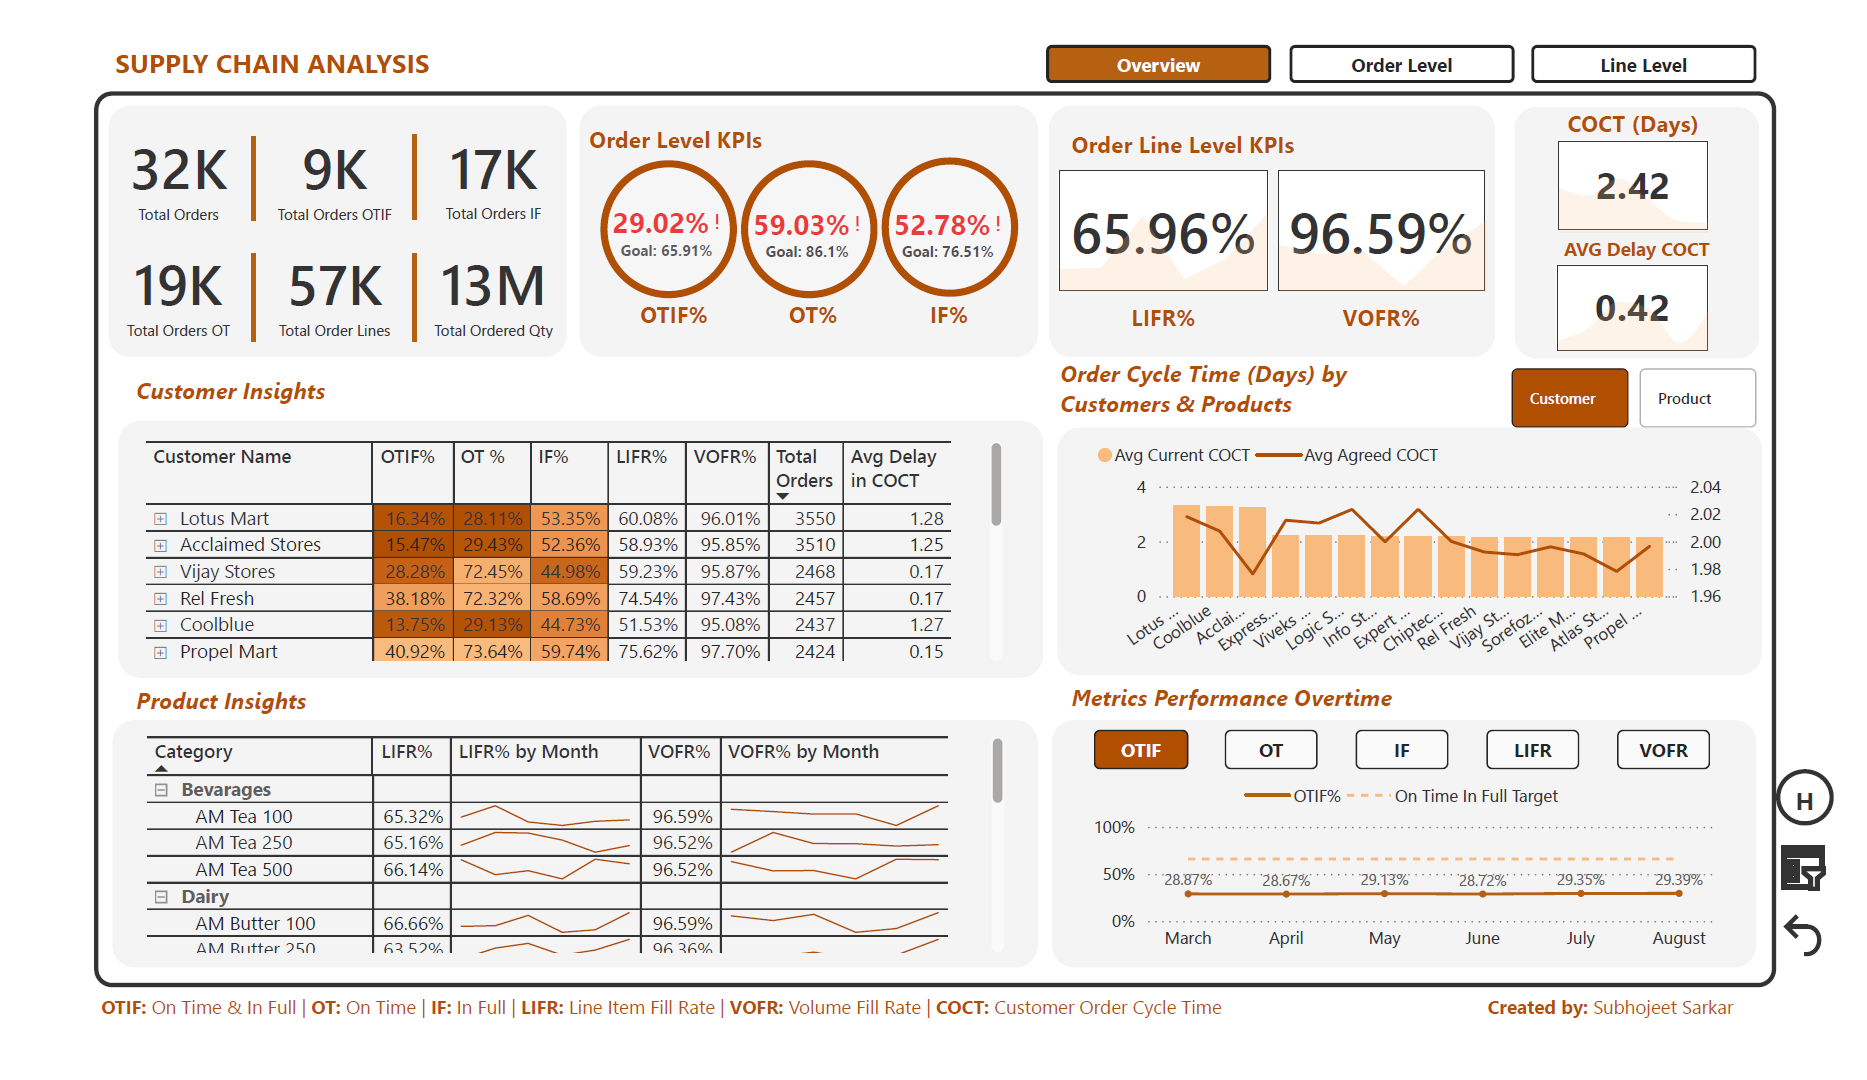 SUPPLY CHAIN ANALYSIS
Overview
Order Level
Line Level
32K
Total Orders
9K
Total Orders OTIF
17K
Total Orders IF
19K
Total Orders OT
57K
Total Order Lines
13M
Total Ordered Qty
Order Level KPIs
29.02% !
Goal: 65.91%
OTIF%
59.03% !
Goal: 86.1%
OT%
52.78% !
Goal: 76.51%
IF%
Order Line Level KPIs
65.96%
LIFR%
96.59%
VOFR%
COCT (Days)
2.42
AVG Delay COCT
0.42
Customer Insights
Customer Name OTIF% OT % IF% LIFR% VOFR% Total Orders Avg Delay in COCT
Lotus Mart 16.34% 28.11% 53.35% 60.08% 96.01% 3550 1.28
Acclaimed Stores 15.47% 29.43% 52.36% 58.93% 95.85% 3510 1.25
Vijay Stores 28.28% 72.45% 44.98% 59.23% 95.87% 2468 0.17
Rel Fresh 38.18% 72.32% 58.69% 74.54% 97.43% 2457 0.17
Coolblue 13.75% 29.13% 44.73% 51.53% 95.08% 2437 1.27
Propel Mart 40.92% 73.64% 59.74% 75.62% 97.70% 2424 0.15
Order Cycle Time (Days) by
Customers & Products
Customer
Product
Avg Current COCT
Avg Agreed COCT
4
2
0
2.04
2.02
2.00
1.98
1.96
Lotus ...
Coolblue
Acclai...
Express...
Viveks ...
Logic S...
Info St...
Expert ...
Chiptec...
Rel Fresh
Vijay St...
Sorefoz...
Elite M...
Atlas St...
Propel ...
Product Insights
Category LIFR% LIFR% by Month VOFR% VOFR% by Month
Bevarages
AM Tea 100 65.32% 96.59%
AM Tea 250 65.16% 96.52%
AM Tea 500 66.14% 96.52%
Dairy
AM Butter 100 66.66% 96.59%
AM Butter 250 63.52% 96.36%
Metrics Performance Overtime
OTIF
OT
IF
LIFR
VOFR
OTIF%
On Time In Full Target
100%
50%
0%
28.87%
28.67%
29.13%
28.72%
29.35%
29.39%
March
April
May
June
July
August
H
OTIF: On Time & In Full | OT: On Time | IF: In Full | LIFR: Line Item Fill Rate | VOFR: Volume Fill Rate | COCT: Customer Order Cycle Time
Created by: Subhojeet Sarkar